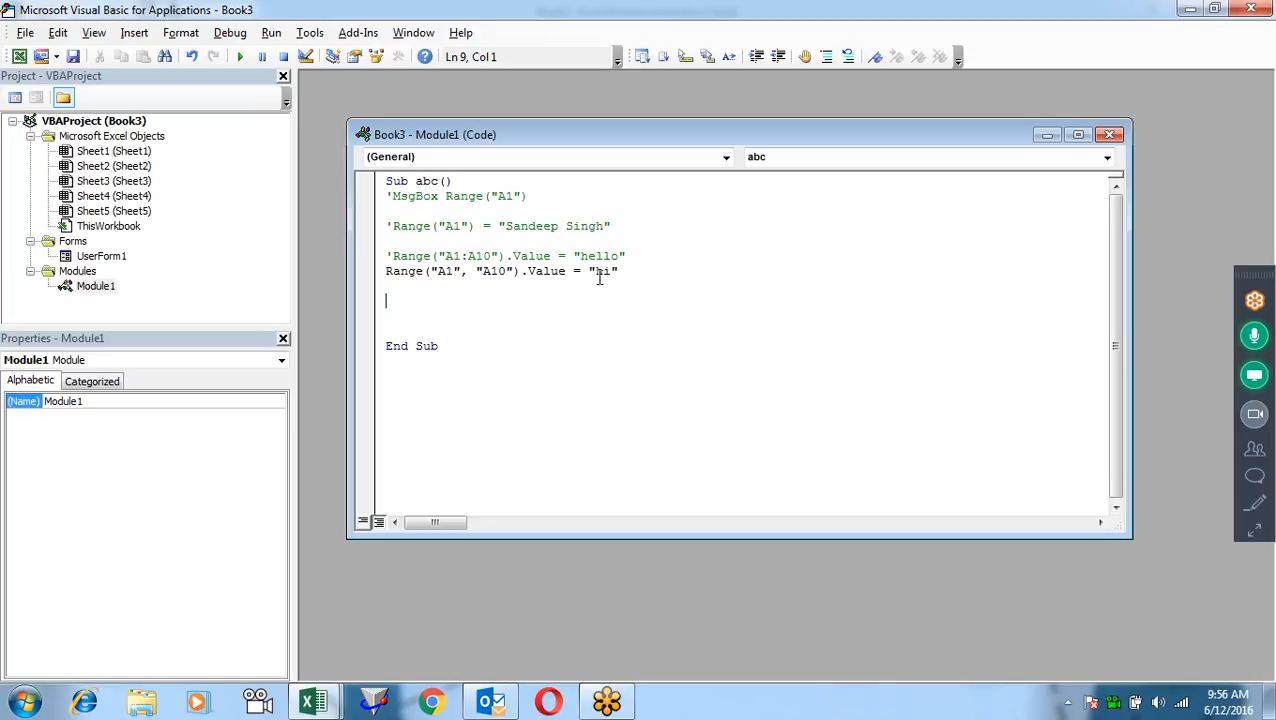 Microsoft Visual Basic for Applications - Book3
File Edit View Insert Format Debug Run Tools Add-Ins Window Help
Ln 9, Col 1
Project - VBAProject
VBAProject (Book3)
Microsoft Excel Objects
Sheet1 (Sheet1)
Sheet2 (Sheet2)
Sheet3 (Sheet3)
Sheet4 (Sheet4)
Sheet5 (Sheet5)
ThisWorkbook
Forms
UserForm1
Modules
Module1
Properties - Module1
Module1 Module
Alphabetic Categorized
(Name) Module1
Book3 - Module1 (Code)
(General) abc
Sub abc()
'MsgBox Range("A1")
'Range("A1") = "Sandeep Singh"
'Range("A1:A10").Value = "hello"
Range("A1", "A10").Value = "hi"
End Sub
9:56 AM
6/12/2016